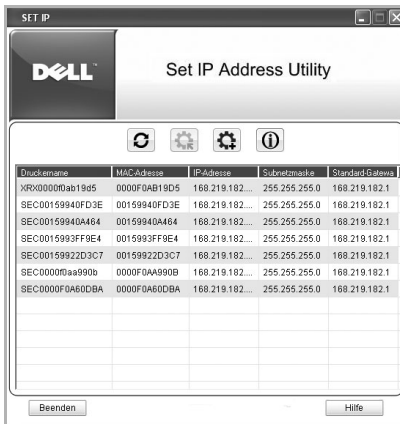 SET IP
DELL
Set IP Address Utility
Druckername MAC-Adresse IP-Adresse Subnetzmaske Standard-Gatewa
XRX0000f0ab19d5 0000F0AB19D5 168.219.182.... 255.255.255.0 168.219.182.1
SEC00159940FD3E 00159940FD3E 168.219.182.... 255.255.255.0 168.219.182.1
SEC00159940A464 00159940A464 168.219.182.... 255.255.255.0 168.219.182.1
SEC0015993FF9E4 0015993FF9E4 168.219.182.... 255.255.255.0 168.219.182.1
SEC00159922D3C7 00159922D3C7 168.219.182.... 255.255.255.0 168.219.182.1
SEC0000f0aa990b 0000F0AA990B 168.219.182.... 255.255.255.0 168.219.182.1
SEC0000F0A60DBA 0000F0A60DBA 168.219.182.... 255.255.255.0 168.219.182.1
Beenden Hilfe